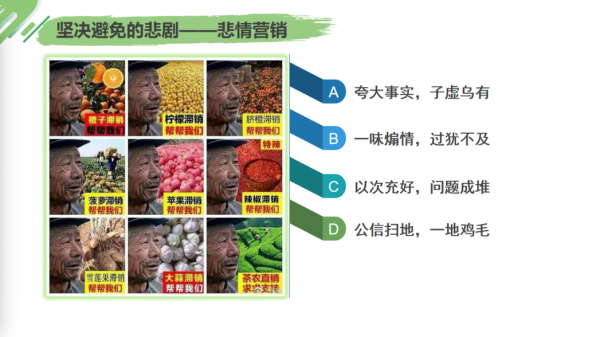 坚决避免的悲剧——悲情营销
橙子滞销
帮帮我们
柠檬滞销
帮帮我们
脐橙滞销
帮帮我们
菠萝滞销
帮帮我们
苹果滞销
帮帮我们
特辣
辣椒滞销
帮帮我们
雪莲果滞销
帮帮我们
大蒜滞销
帮帮我们
茶农直销
求求支持
A 夸大事实，子虚乌有
B 一味煽情，过犹不及
C 以次充好，问题成堆
D 公信扫地，一地鸡毛